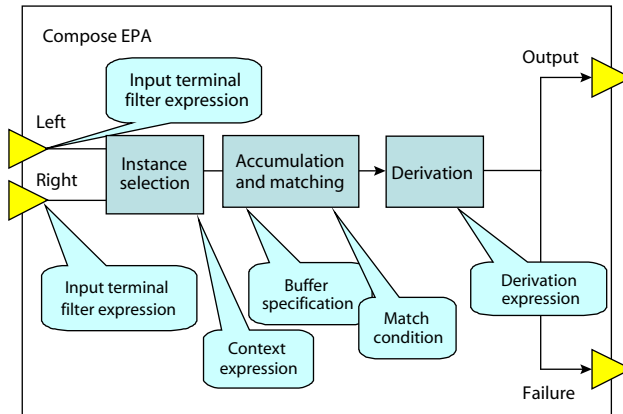 Compose EPA
Output
Input terminal
filter expression
Left
Right
Instance
selection
Accumulation
and matching
Derivation
Input terminal
filter expression
Buffer
specification
Derivation
expression
Match
condition
Context
expression
Failure